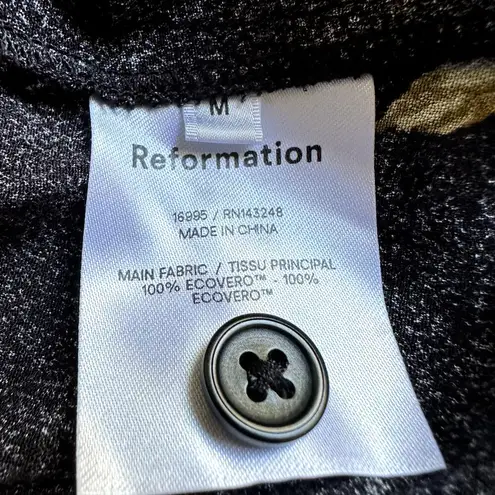 M
Reformation
16995 / RN143248
MADE IN CHINA
MAIN FABRIC / TISSU PRINCIPAL
100% ECOVERO™ - 100%
ECOVERO™